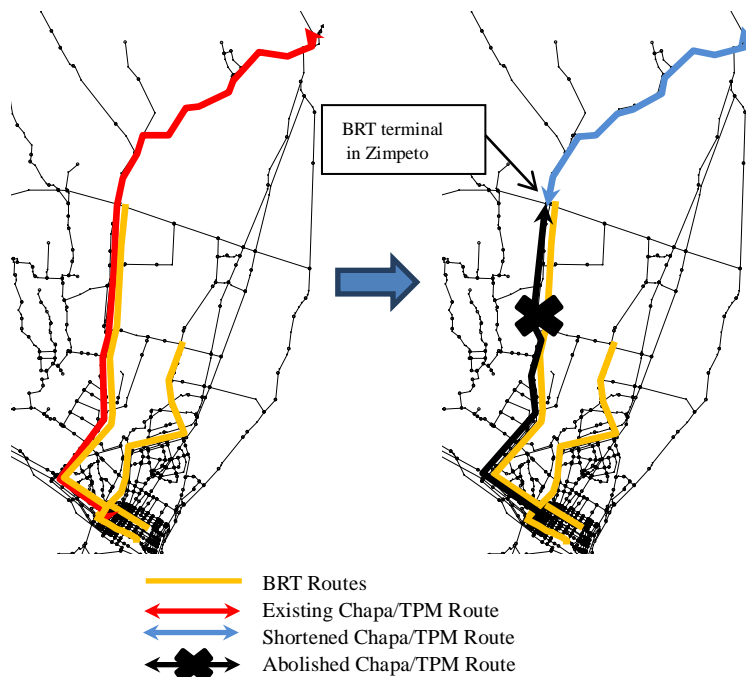 BRT terminal
in Zimpeto
BRT Routes
Existing Chapa/TPM Route
Shortened Chapa/TPM Route
Abolished Chapa/TPM Route